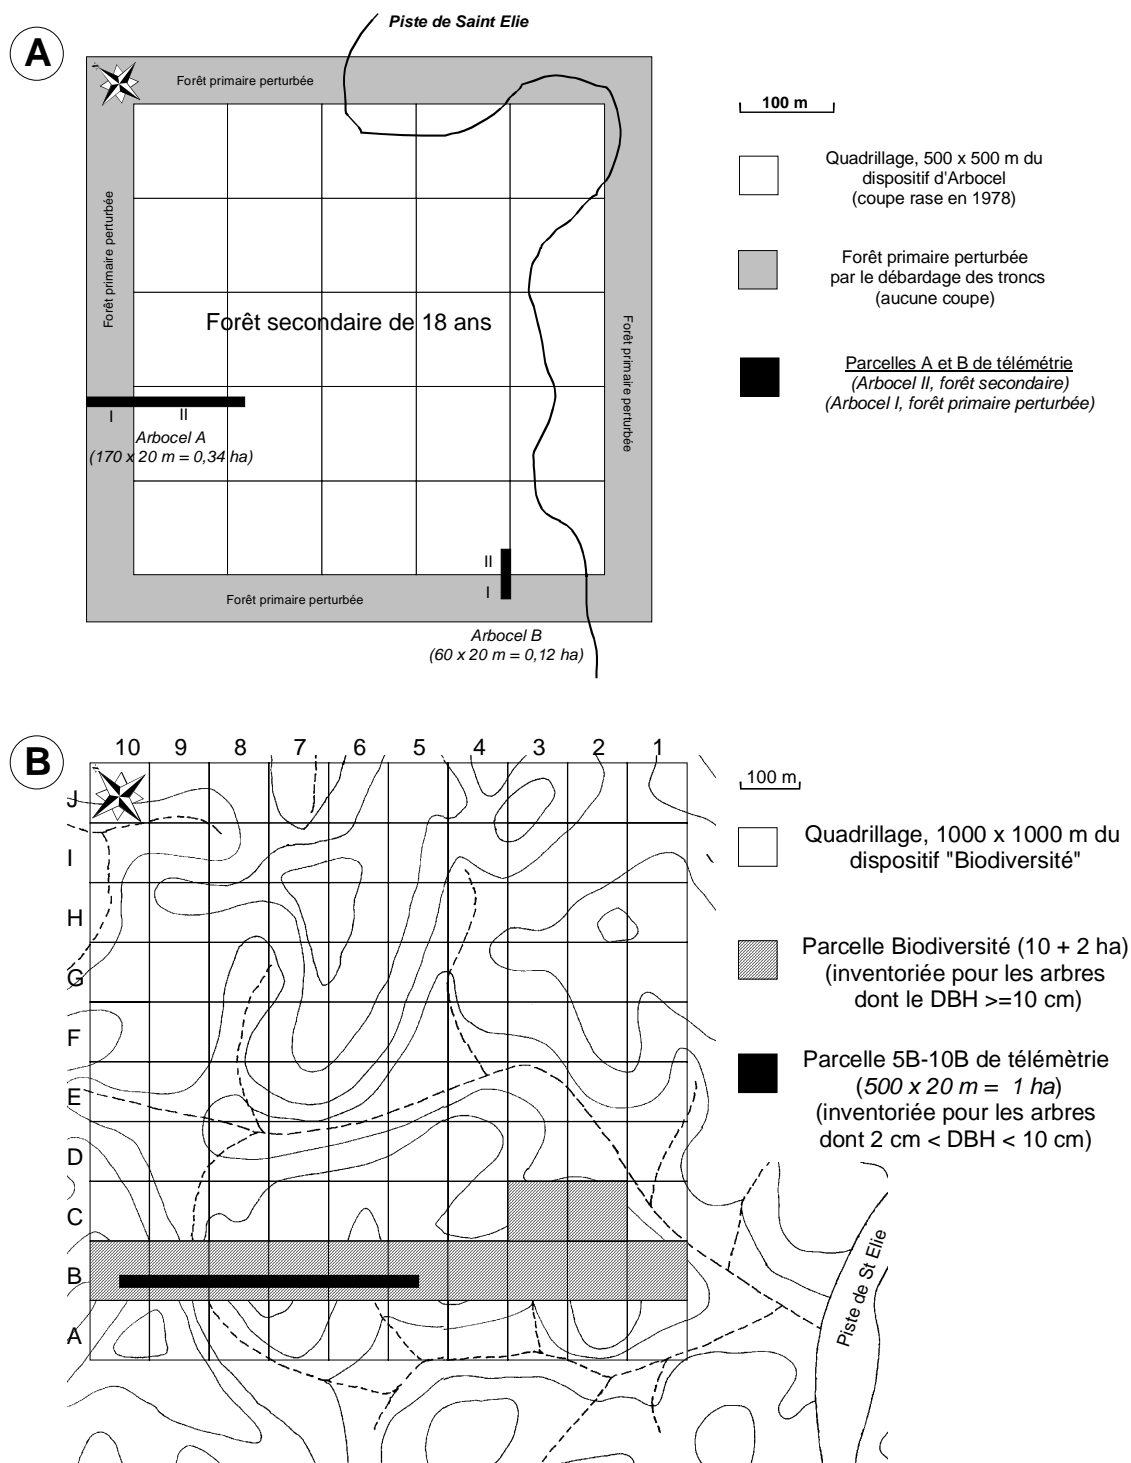 A
Piste de Saint Elie
Forêt primaire perturbée
Forêt primaire perturbée
Forêt secondaire de 18 ans
Forêt primaire perturbée
I
II
Arbocel A
(170 x 20 m = 0,34 ha)
II
I
Forêt primaire perturbée
Arbocel B
(60 x 20 m = 0,12 ha)
100 m
Quadrillage, 500 x 500 m du
dispositif d'Arbocel
(coupe rase en 1978)
Forêt primaire perturbée
par le débardage des troncs
(aucune coupe)
Parcelles A et B de télémétrie
(Arbocel II, forêt secondaire)
(Arbocel I, forêt primaire perturbée)
B
10 9 8 7 6 5 4 3 2 1
J
I
H
G
F
E
D
C
B
A
Piste de St Elie
100 m
Quadrillage, 1000 x 1000 m du
dispositif "Biodiversité"
Parcelle Biodiversité (10 + 2 ha)
(inventoriée pour les arbres
dont le DBH >=10 cm)
Parcelle 5B-10B de télémètrie
(500 x 20 m = 1 ha)
(inventoriée pour les arbres
dont 2 cm < DBH < 10 cm)